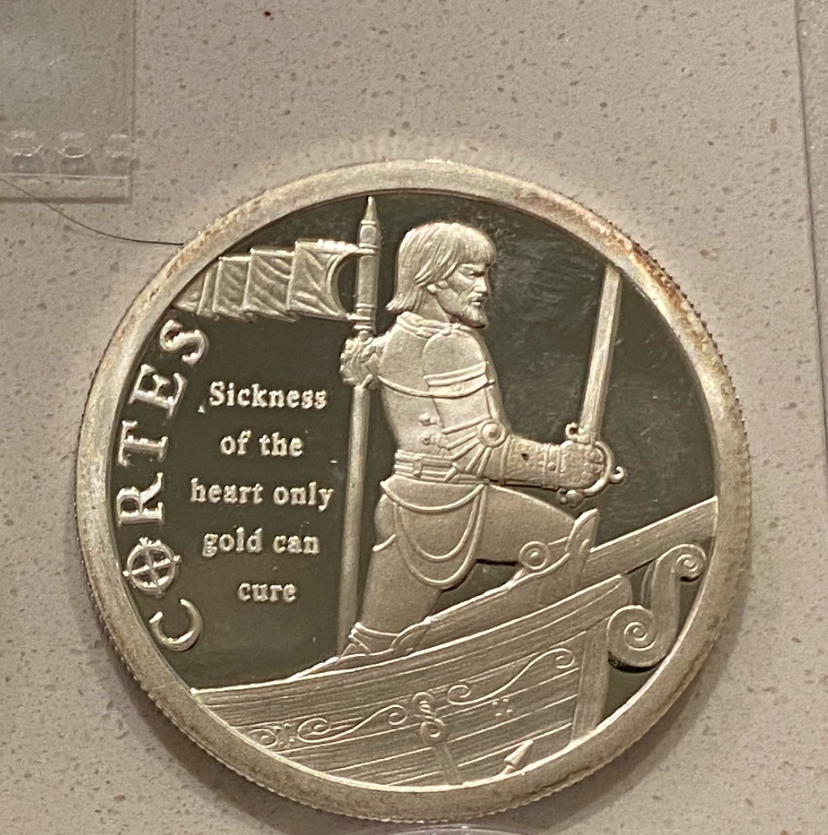 CORTES
Sickness
of the
heart only
gold can
cure